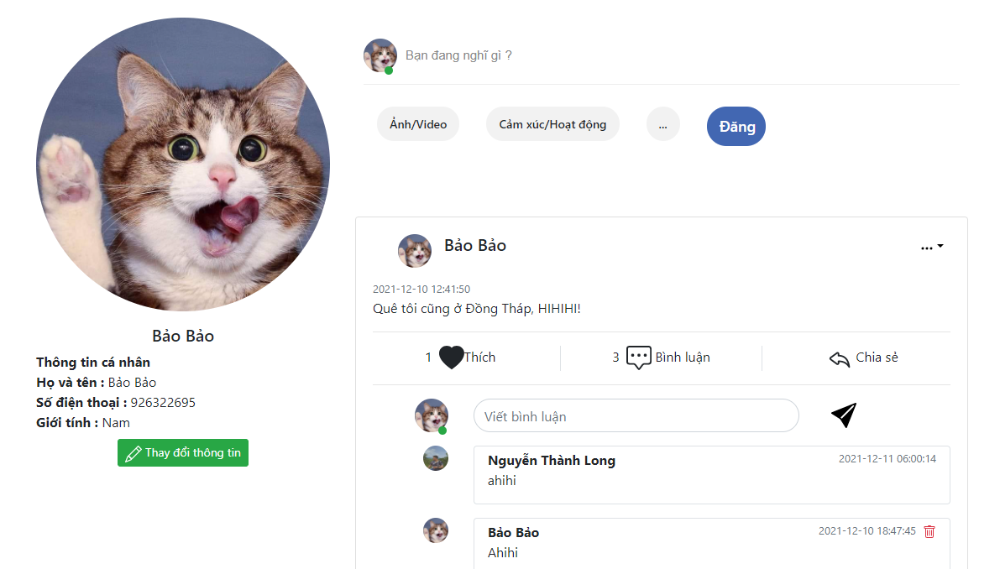 Bảo Bảo
Thông tin cá nhân
Họ và tên : Bảo Bảo
Số điện thoại : 926322695
Giới tính : Nam
Thay đổi thông tin
Bạn đang nghĩ gì ?
Ảnh/Video
Cảm xúc/Hoạt động
...
Đăng
Bảo Bảo
...
2021-12-10 12:41:50
Quê tôi cũng ở Đồng Tháp, HIHIHI!
1 Thích
3 Bình luận
Chia sẻ
Viết bình luận
Nguyễn Thành Long 2021-12-11 06:00:14
ahihi
Bảo Bảo 2021-12-10 18:47:45
Ahihi